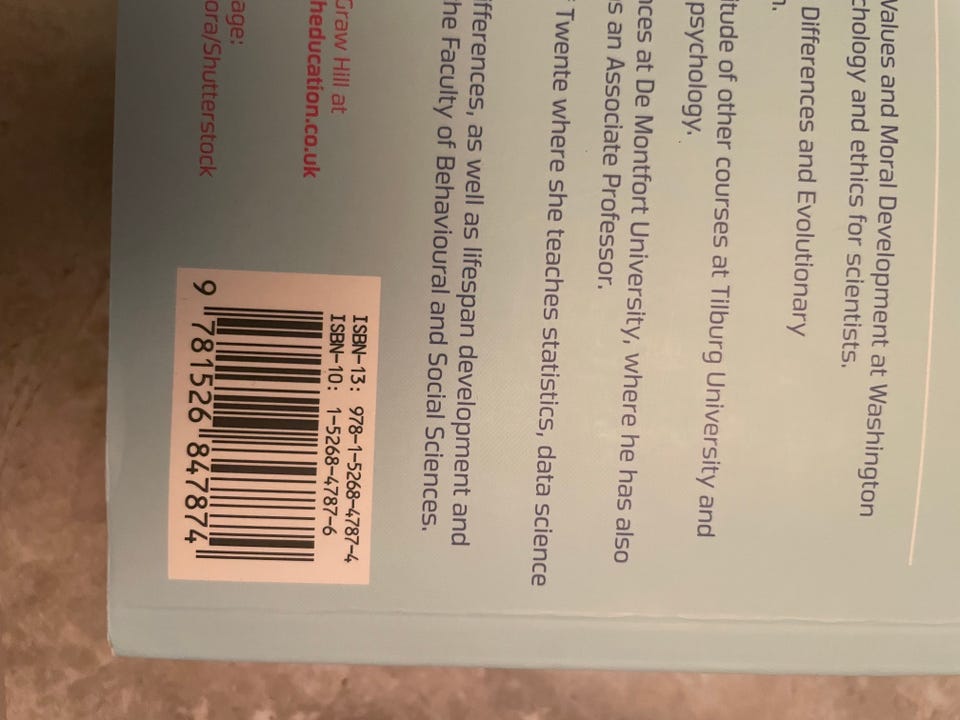 Values and Moral Development at Washington
chology and ethics for scientists.
Differences and Evolutionary
itude of other courses at Tilburg University and
psychology.
nces at De Montfort University, where he has also
s an Associate Professor.
Twente where she teaches statistics, data science
ifferences, as well as lifespan development and
he Faculty of Behavioural and Social Sciences.
Graw Hill at
heducation.co.uk
age:
ora/Shutterstock
ISBN-13: 978-1-5268-4787-4
ISBN-10: 1-5268-4787-6
9 781526 847874